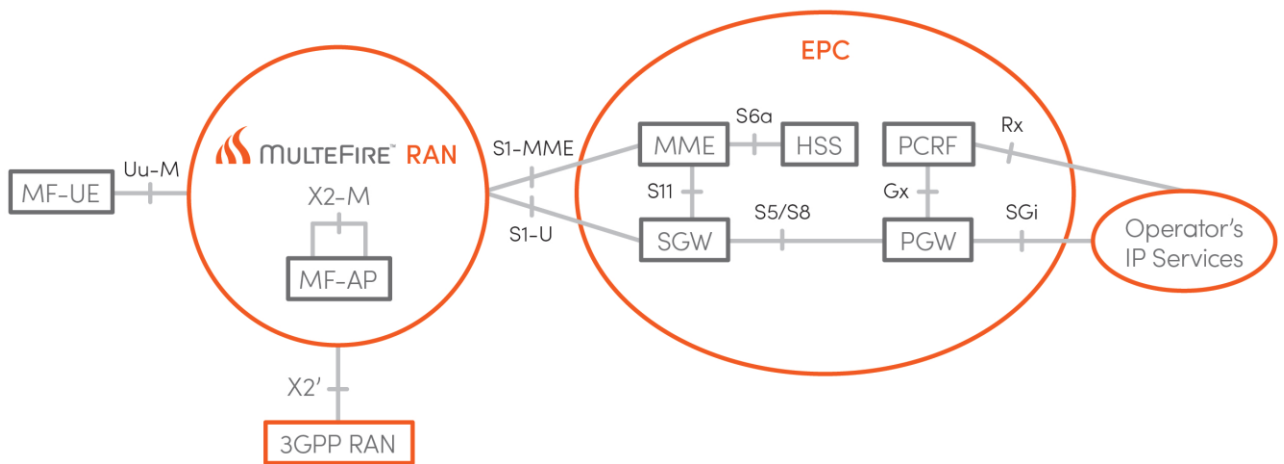 EPC
MULTEFIRE™ RAN
MF-UE
Uu-M
X2-M
MF-AP
X2'
3GPP RAN
S1-MME
S1-U
MME
S6a
HSS
S11
SGW
S5/S8
PCRF
Gx
PGW
Rx
SGi
Operator's
IP Services